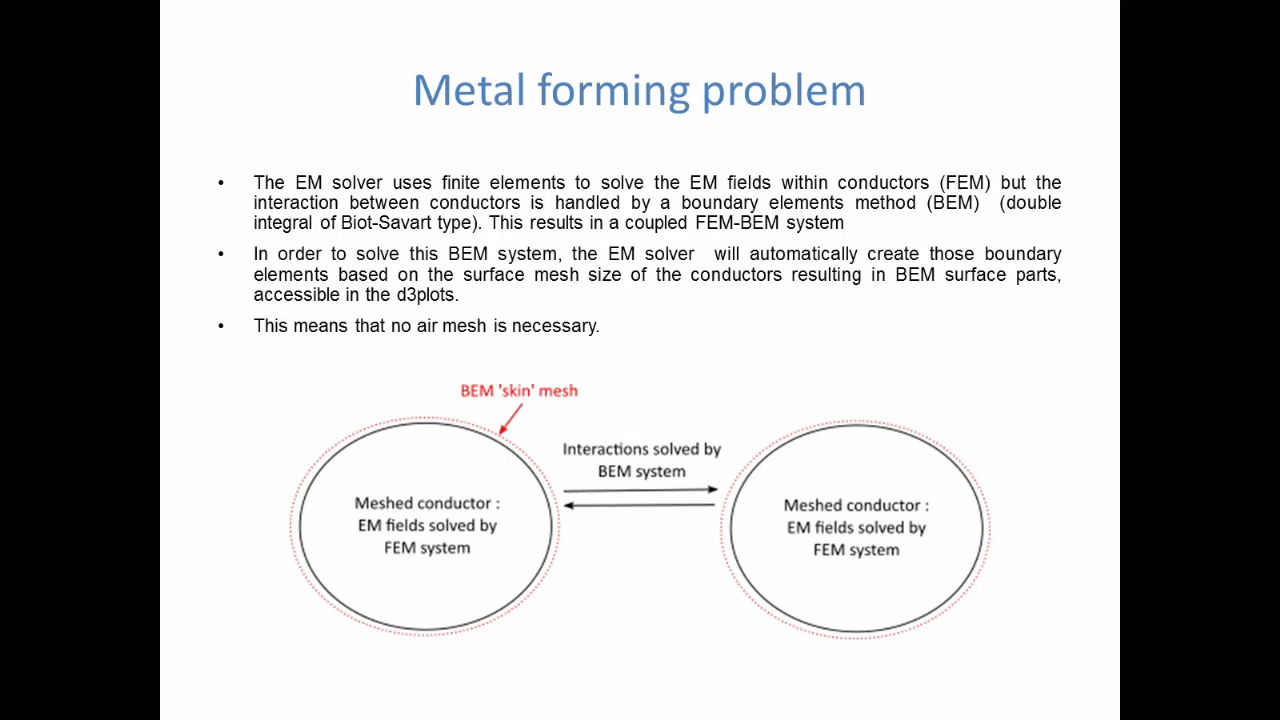 Metal forming problem
• The EM solver uses finite elements to solve the EM fields within conductors (FEM) but the
interaction between conductors is handled by a boundary elements method (BEM) (double
integral of Biot-Savart type). This results in a coupled FEM-BEM system
• In order to solve this BEM system, the EM solver will automatically create those boundary
elements based on the surface mesh size of the conductors resulting in BEM surface parts,
accessible in the d3plots.
• This means that no air mesh is necessary.
BEM 'skin' mesh
Interactions solved by
BEM system
Meshed conductor :
EM fields solved by
FEM system
Meshed conductor :
EM fields solved by
FEM system